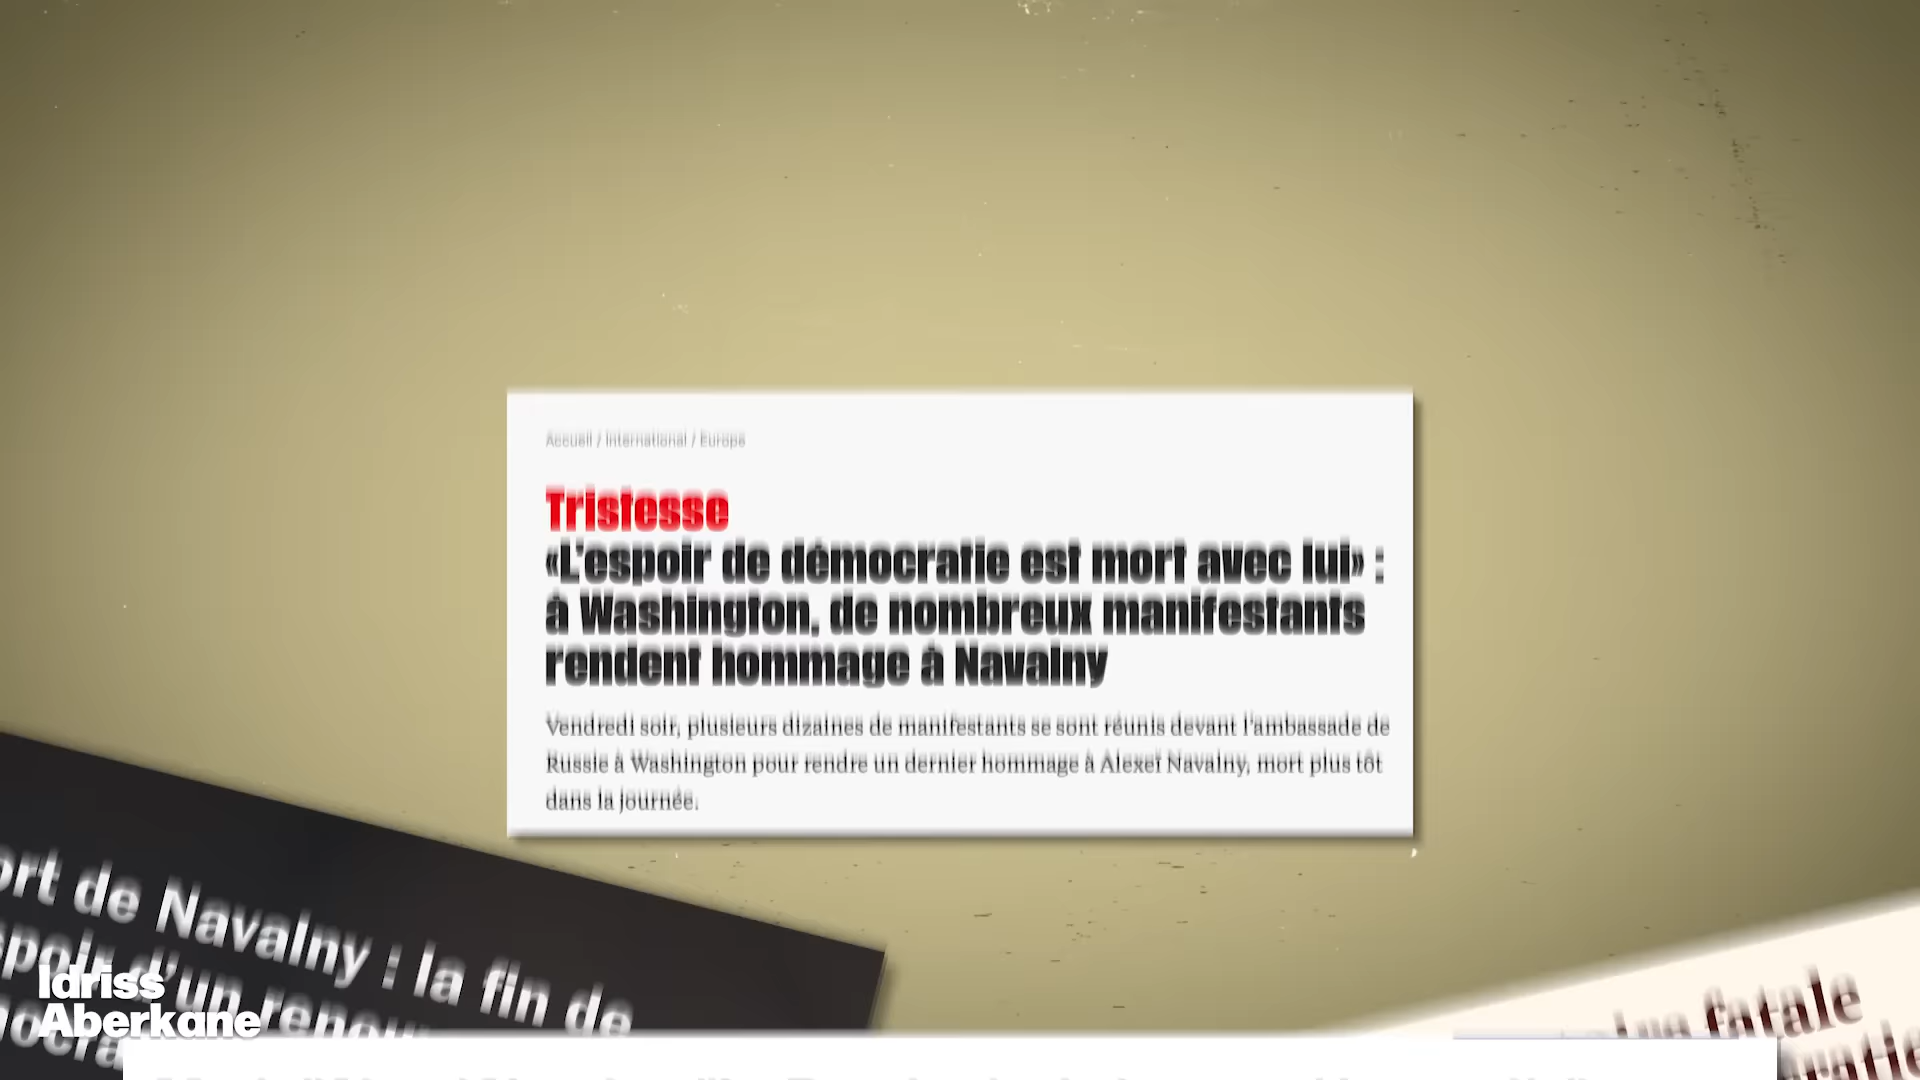 Accueil / International / Europe
Tristesse
«L'espoir de démocratie est mort avec lui» :
à Washington, de nombreux manifestants
rendent hommage à Navalny
Vendredi soir, plusieurs dizaines de manifestants se sont réunis devant l'ambassade de
Russie à Washington pour rendre un dernier hommage à Alexeï Navalny, mort plus tôt
dans la journée.
de Navalny : la fin de
d'un
Idriss
Aberkane
fatale